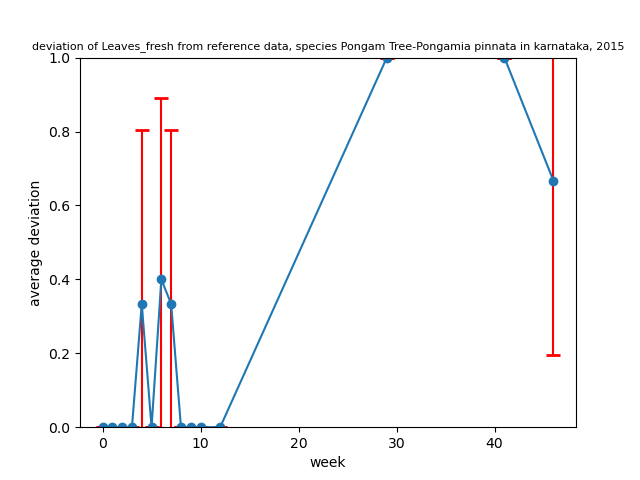 deviation of Leaves_fresh from reference data, species Pongam Tree-Pongamia pinnata in karnataka, 2015
1.0
0.8
0.6
0.4
0.2
0.0
average deviation
0 10 20 30 40
week